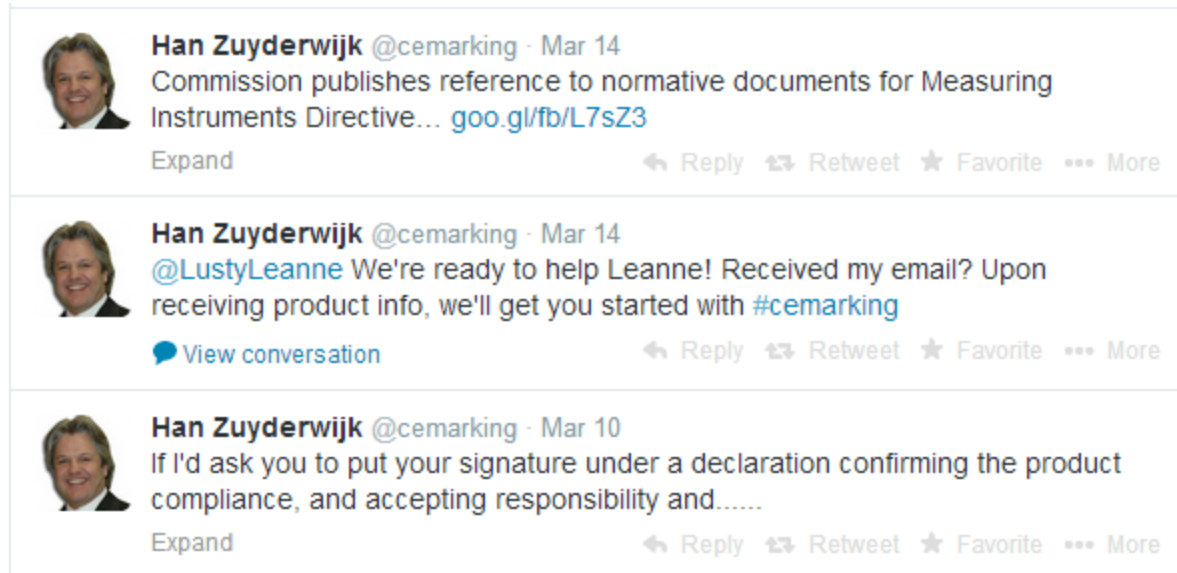 Han Zuyderwijk @cemarking · Mar 14
Commission publishes reference to normative documents for Measuring
Instruments Directive... goo.gl/fb/L7sZ3
Expand Reply Retweet Favorite More
Han Zuyderwijk @cemarking · Mar 14
@LustyLeanne We're ready to help Leanne! Received my email? Upon
receiving product info, we'll get you started with #cemarking
View conversation Reply Retweet Favorite More
Han Zuyderwijk @cemarking · Mar 10
If I'd ask you to put your signature under a declaration confirming the product
compliance, and accepting responsibility and......
Expand Reply Retweet Favorite More